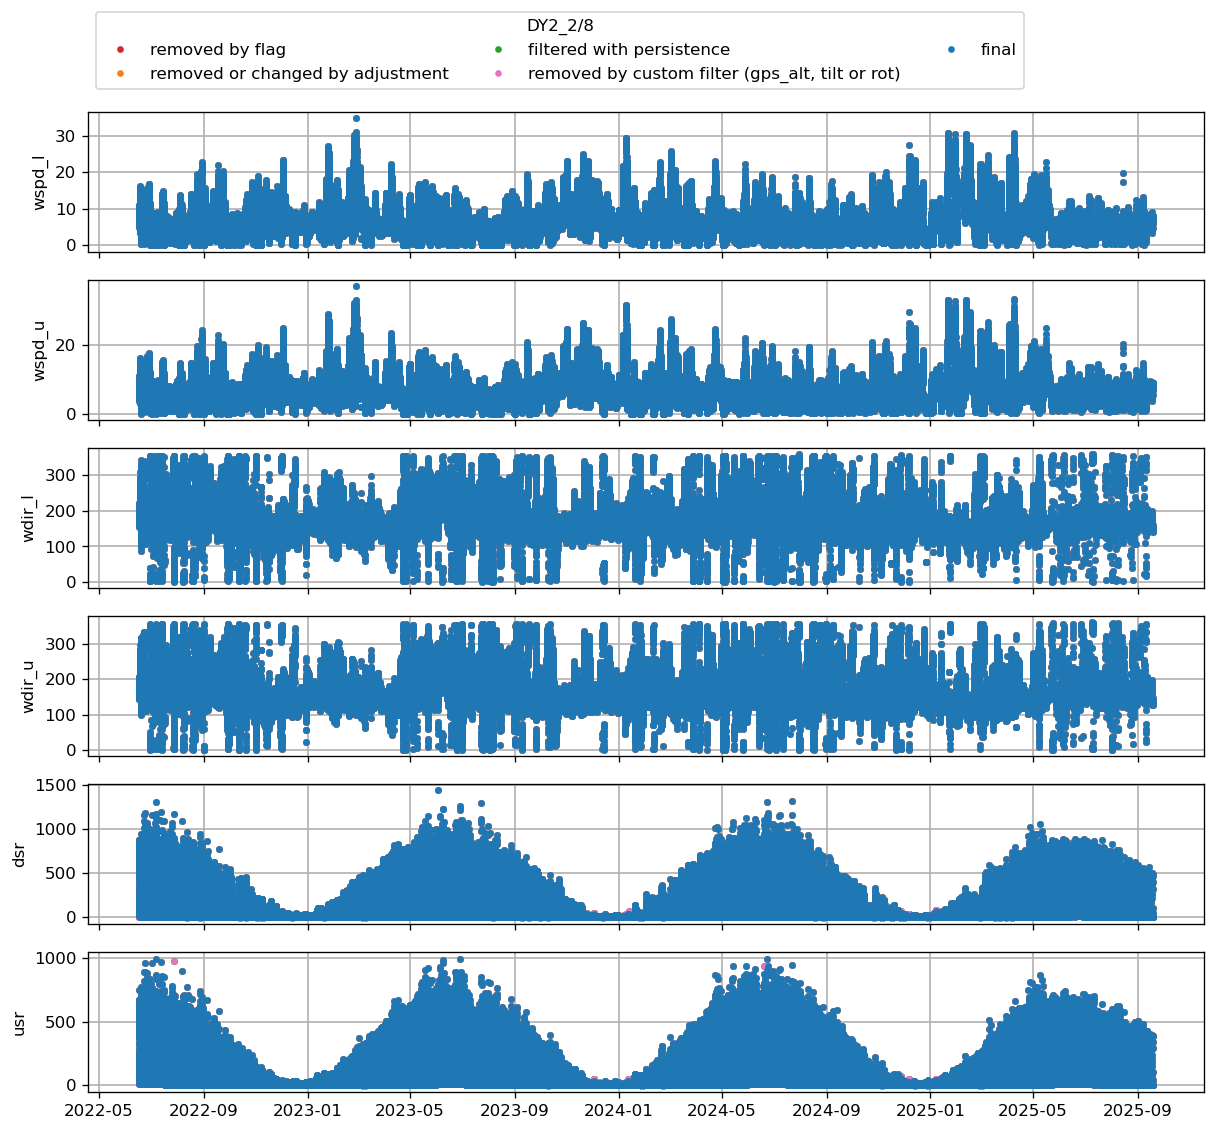 DY2_2/8
removed by flag
filtered with persistence
final
removed or changed by adjustment
removed by custom filter (gps_alt, tilt or rot)
wspd_l
30
20
10
0
wspd_u
20
0
wdir_l
300
200
100
0
wdir_u
300
200
100
0
dsr
1500
1000
500
0
usr
1000
500
0
2022-05 2022-09 2023-01 2023-05 2023-09 2024-01 2024-05 2024-09 2025-01 2025-05 2025-09